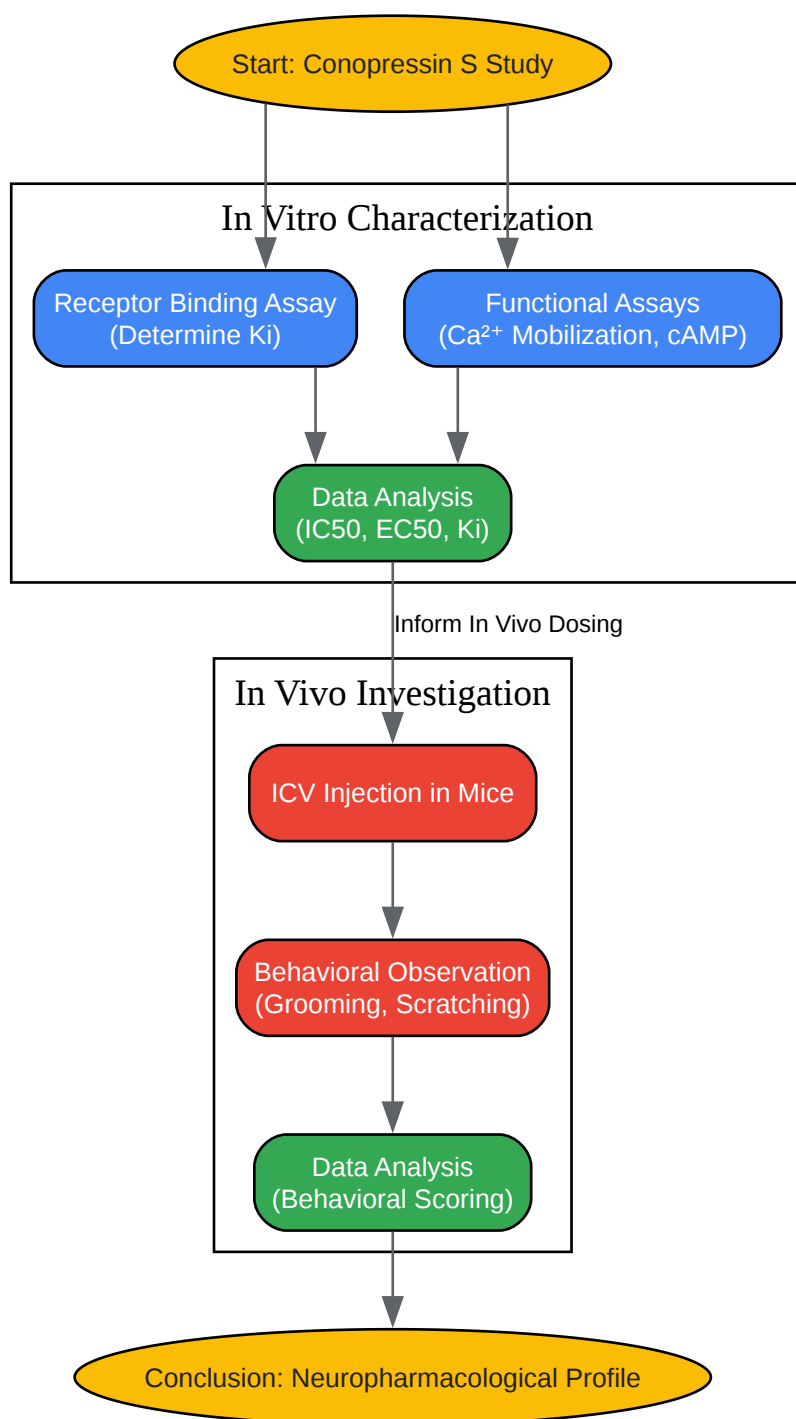 Start: Conopressin S Study
In Vitro Characterization
Receptor Binding Assay
(Determine Ki)
Functional Assays
(Ca²⁺ Mobilization, cAMP)
Data Analysis
(IC50, EC50, Ki)
Inform In Vivo Dosing
In Vivo Investigation
ICV Injection in Mice
Behavioral Observation
(Grooming, Scratching)
Data Analysis
(Behavioral Scoring)
Conclusion: Neuropharmacological Profile